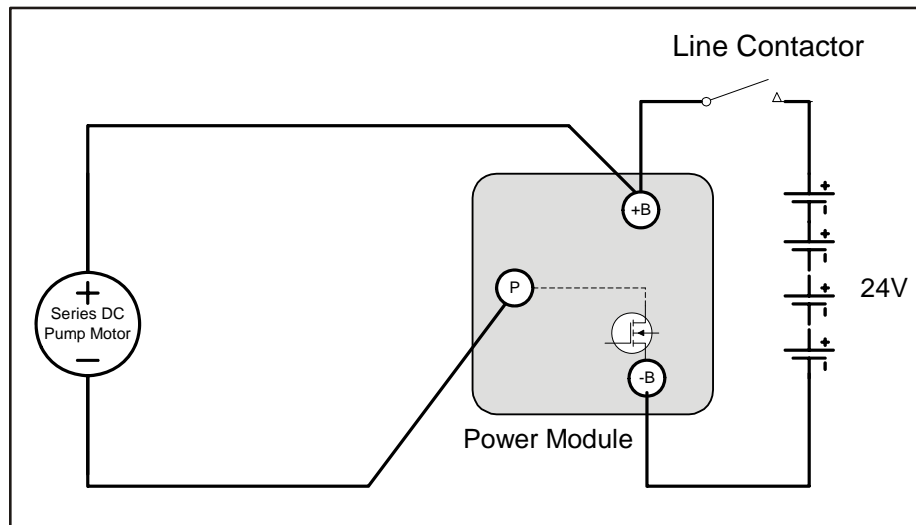 Line Contactor
+B
P
Series DC
Pump Motor
24V
-B
Power Module